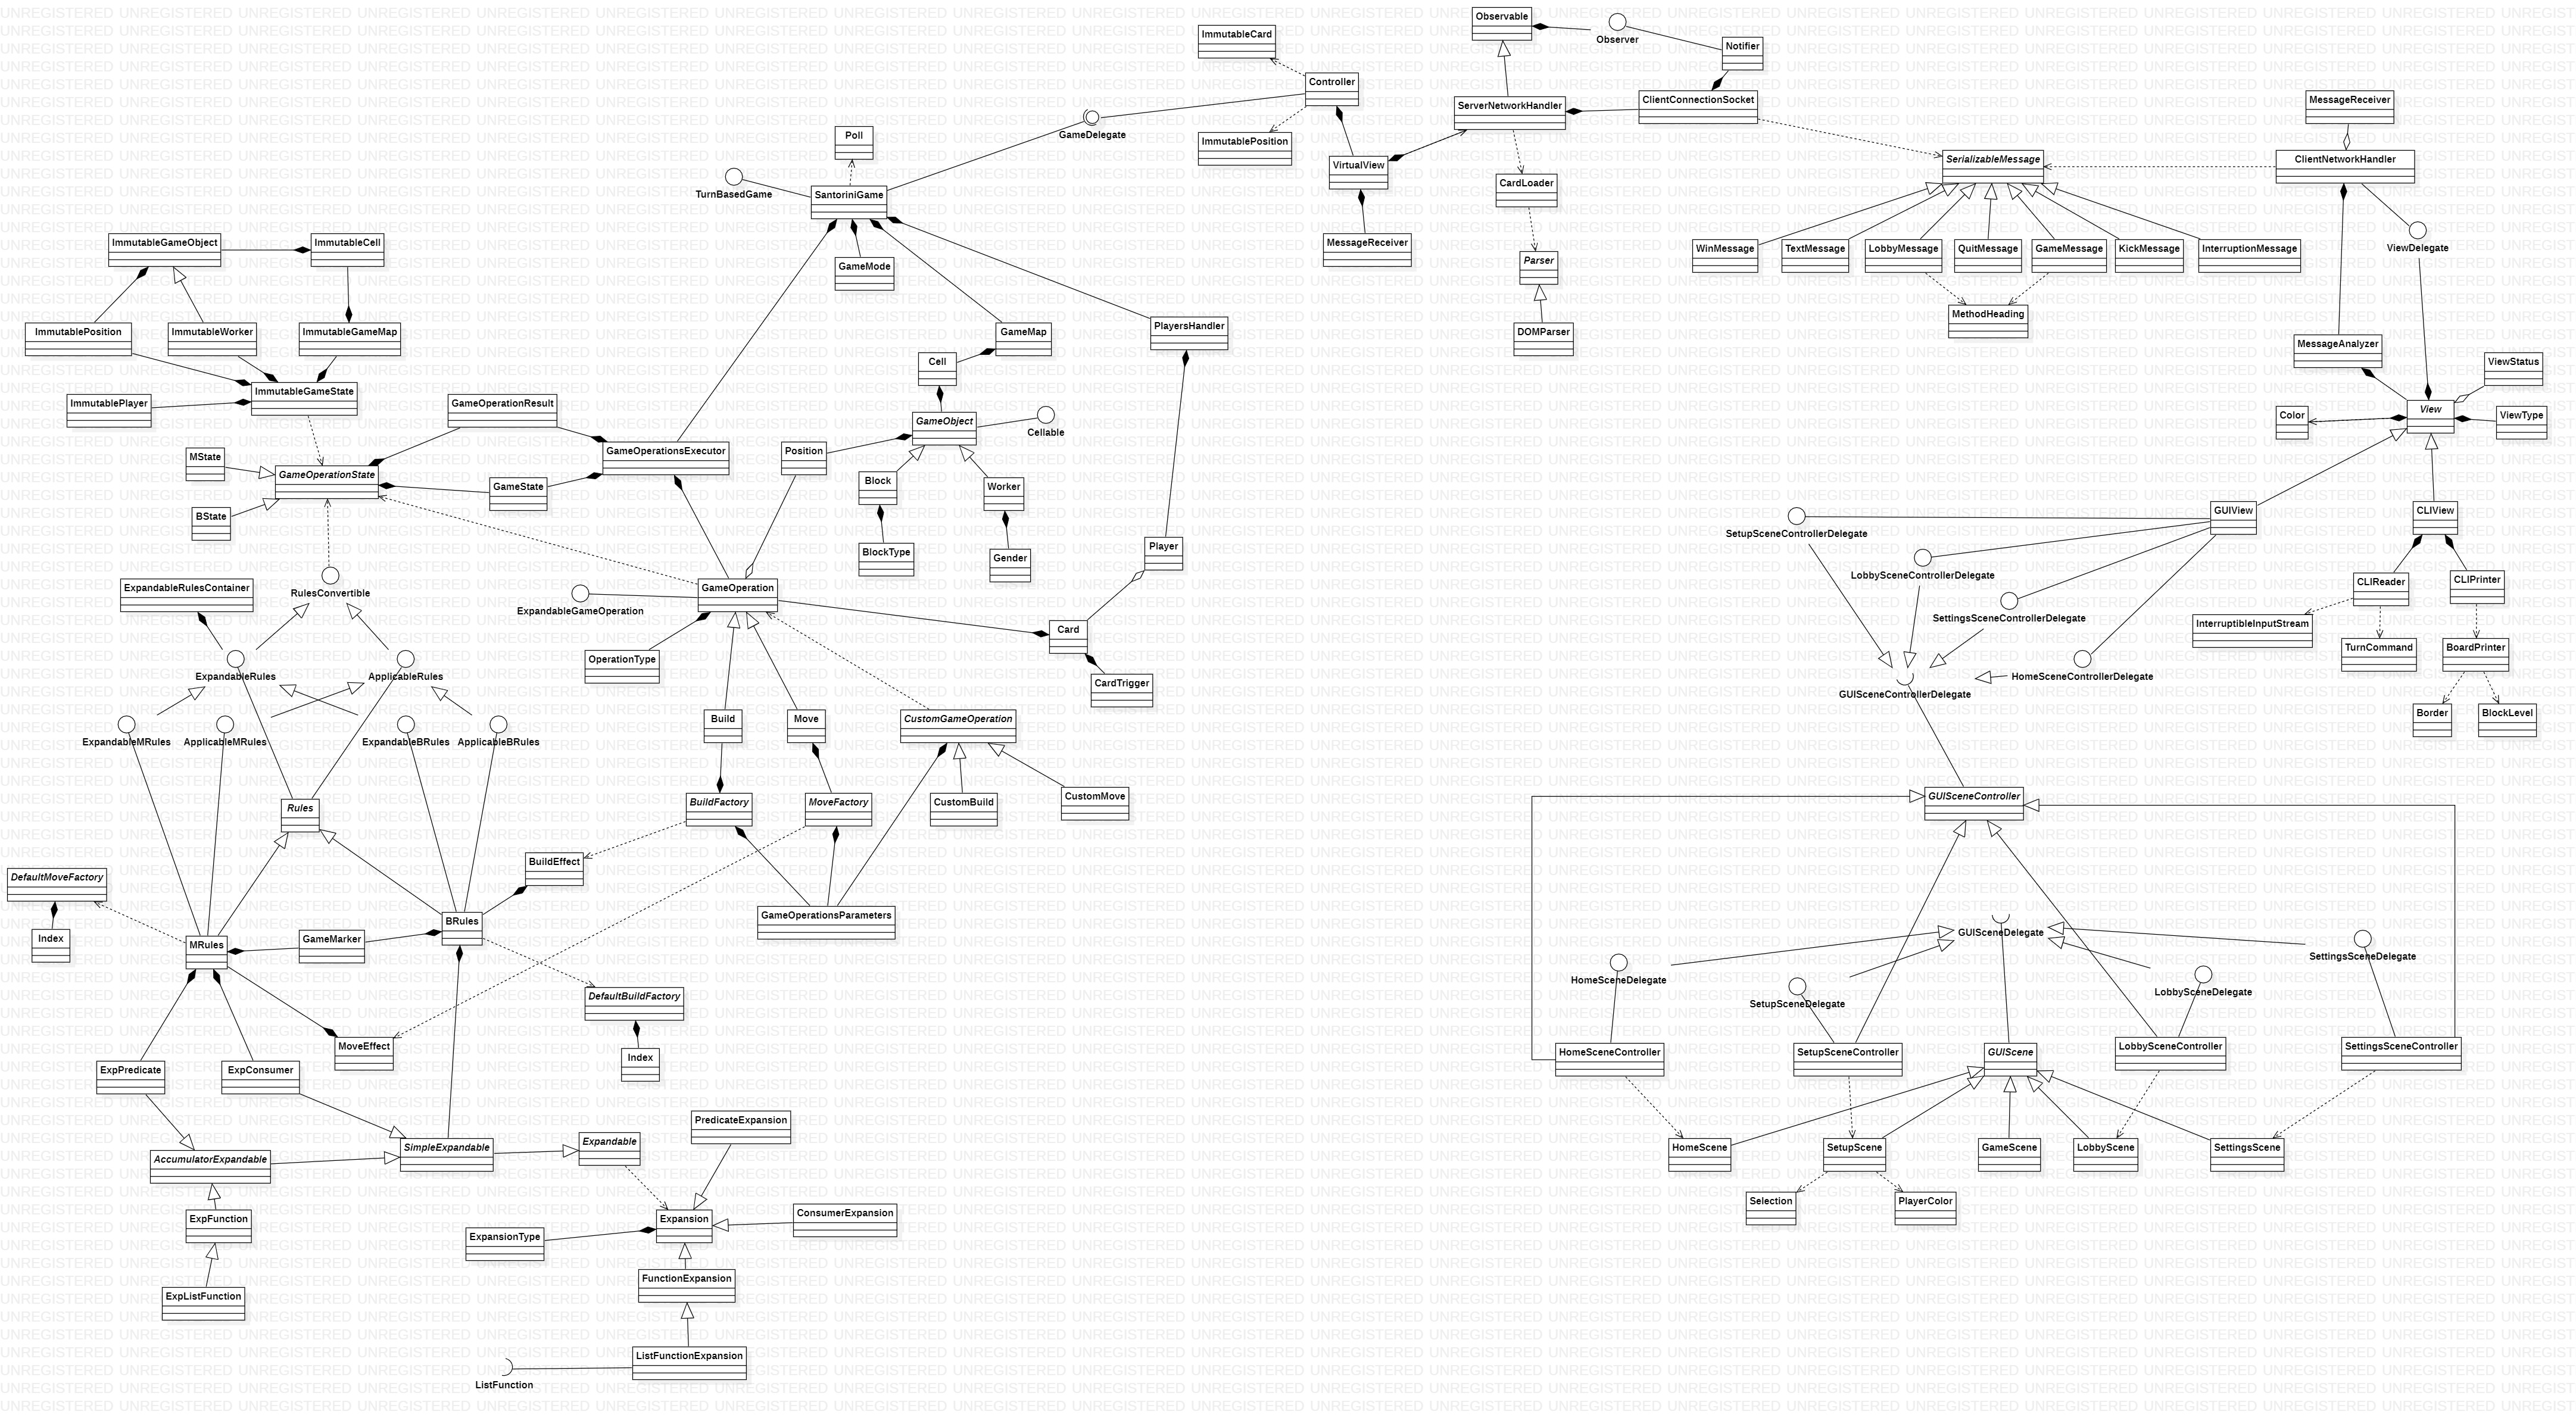 Observable
Observer
ImmutableCard
Notifier
Controller
ClientConnectionSocket
MessageReceiver
ServerNetworkHandler
GameDelegate
Poll
ImmutablePosition
VirtualView
SerializableMessage
ClientNetworkHandler
CardLoader
TurnBasedGame
SantoriniGame
ImmutableGameObject
ImmutableCell
MessageReceiver
WinMessage
TextMessage
LobbyMessage
QuitMessage
GameMessage
KickMessage
InterruptionMessage
ViewDelegate
GameMode
Parser
MethodHeading
ImmutablePosition
ImmutableWorker
ImmutableGameMap
GameMap
PlayersHandler
DOMParser
MessageAnalyzer
Cell
ViewStatus
ImmutableGameState
ImmutablePlayer
GameOperationResult
GameObject
Cellable
Color
View
ViewType
MState
GameOperationState
GameOperationsExecutor
Position
GameState
Block
Worker
BState
SetupSceneControllerDelegate
GUIView
CLIView
BlockType
Gender
Player
LobbySceneControllerDelegate
ExpandableRulesContainer
RulesConvertible
ExpandableGameOperation
GameOperation
CLIReader
CLIPrinter
SettingsSceneControllerDelegate
InterruptibleInputStream
Card
OperationType
TurnCommand
BoardPrinter
ExpandableRules
ApplicableRules
CardTrigger
HomeSceneControllerDelegate
GUISceneControllerDelegate
Build
Move
CustomGameOperation
Border
BlockLevel
ExpandableMRules
ApplicableMRules
ExpandableBRules
ApplicableBRules
Rules
BuildFactory
MoveFactory
CustomBuild
CustomMove
GUISceneController
BuildEffect
DefaultMoveFactory
GameOperationsParameters
BRules
Index
MRules
GameMarker
GUISceneDelegate
HomeSceneDelegate
SetupSceneDelegate
LobbySceneDelegate
SettingsSceneDelegate
DefaultBuildFactory
MoveEffect
Index
HomeSceneController
SetupSceneController
GUIScene
LobbySceneController
SettingsSceneController
ExpPredicate
ExpConsumer
PredicateExpansion
AccumulatorExpandable
SimpleExpandable
Expandable
HomeScene
SetupScene
GameScene
LobbyScene
SettingsScene
Selection
PlayerColor
ExpFunction
ExpansionType
Expansion
ConsumerExpansion
FunctionExpansion
ExpListFunction
ListFunctionExpansion
ListFunction